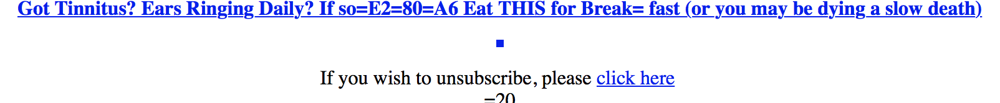 Got Tinnitus? Ears Ringing Daily? If so=E2=80=A6 Eat THIS for Break= fast (or you may be dying a slow death)
If you wish to unsubscribe, please click here
=20